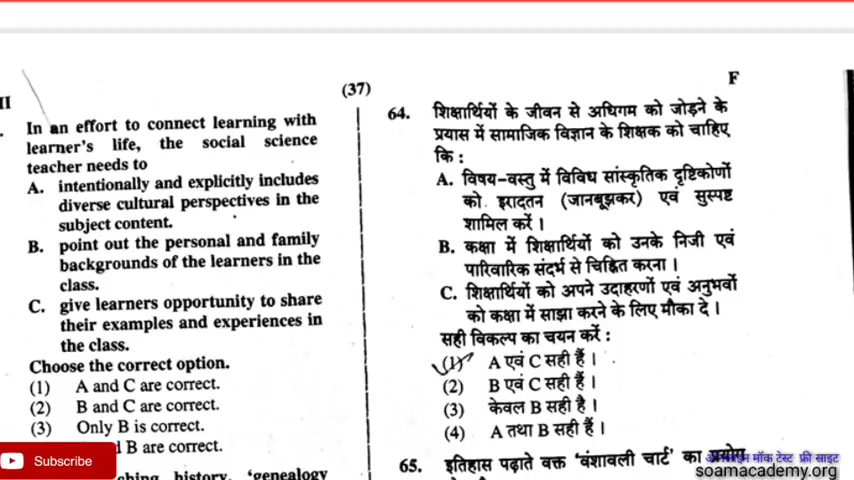 II
(37)
F
In an effort to connect learning with
learner's life, the social science
teacher needs to
A. intentionally and explicitly includes
diverse cultural perspectives in the
subject content.
B. point out the personal and family
backgrounds of the learners in the
class.
C. give learners opportunity to share
their examples and experiences in
the class.
Choose the correct option.
(1) A and C are correct.
(2) B and C are correct.
(3) Only B is correct.
B are correct.
history, 'genealogy
64. शिक्षार्थियों के जीवन से अधिगम को जोड़ने के
प्रयास में सामाजिक विज्ञान के शिक्षक को चाहिए
कि :
A. विषय-वस्तु में विविध सांस्कृतिक दृष्टिकोणों
को इरादतन (जानबूझकर) एवं सुस्पष्ट
शामिल करें ।
B. कक्षा में शिक्षार्थियों को उनके निजी एवं
पारिवारिक संदर्भ से चिह्नित करना ।
C. शिक्षार्थियों को अपने उदाहरणों एवं अनुभवों
को कक्षा में साझा करने के लिए मौका दे ।
सही विकल्प का चयन करें :
(1) A एवं C सही हैं ।
(2) B एवं C सही हैं ।
(3) केवल B सही है ।
(4) A तथा B सही हैं ।
65. इतिहास पढ़ाते वक्त 'वंशावली चार्ट' का प्रयोग
Subscribe
ऑनलाइन मॉक टेस्ट फ्री साइट
soamacademy.org